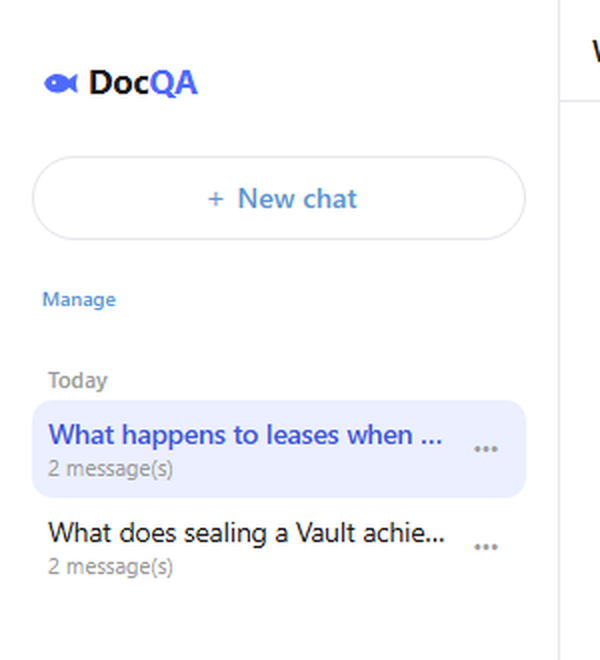 DocQA
+ New chat
Manage
Today
What happens to leases when ...
2 message(s)
What does sealing a Vault achie...
2 message(s)